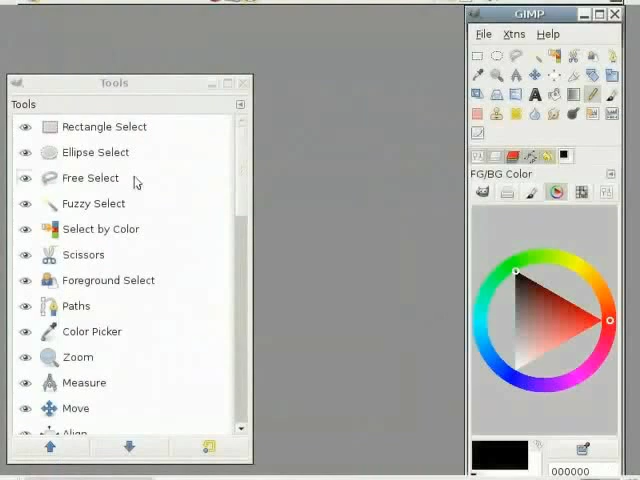 GIMP
File Xtns Help
Tools
Tools
Rectangle Select
Ellipse Select
Free Select
Fuzzy Select
Select by Color
Scissors
Foreground Select
Paths
Color Picker
Zoom
Measure
Move
Align
FG/BG Color
000000